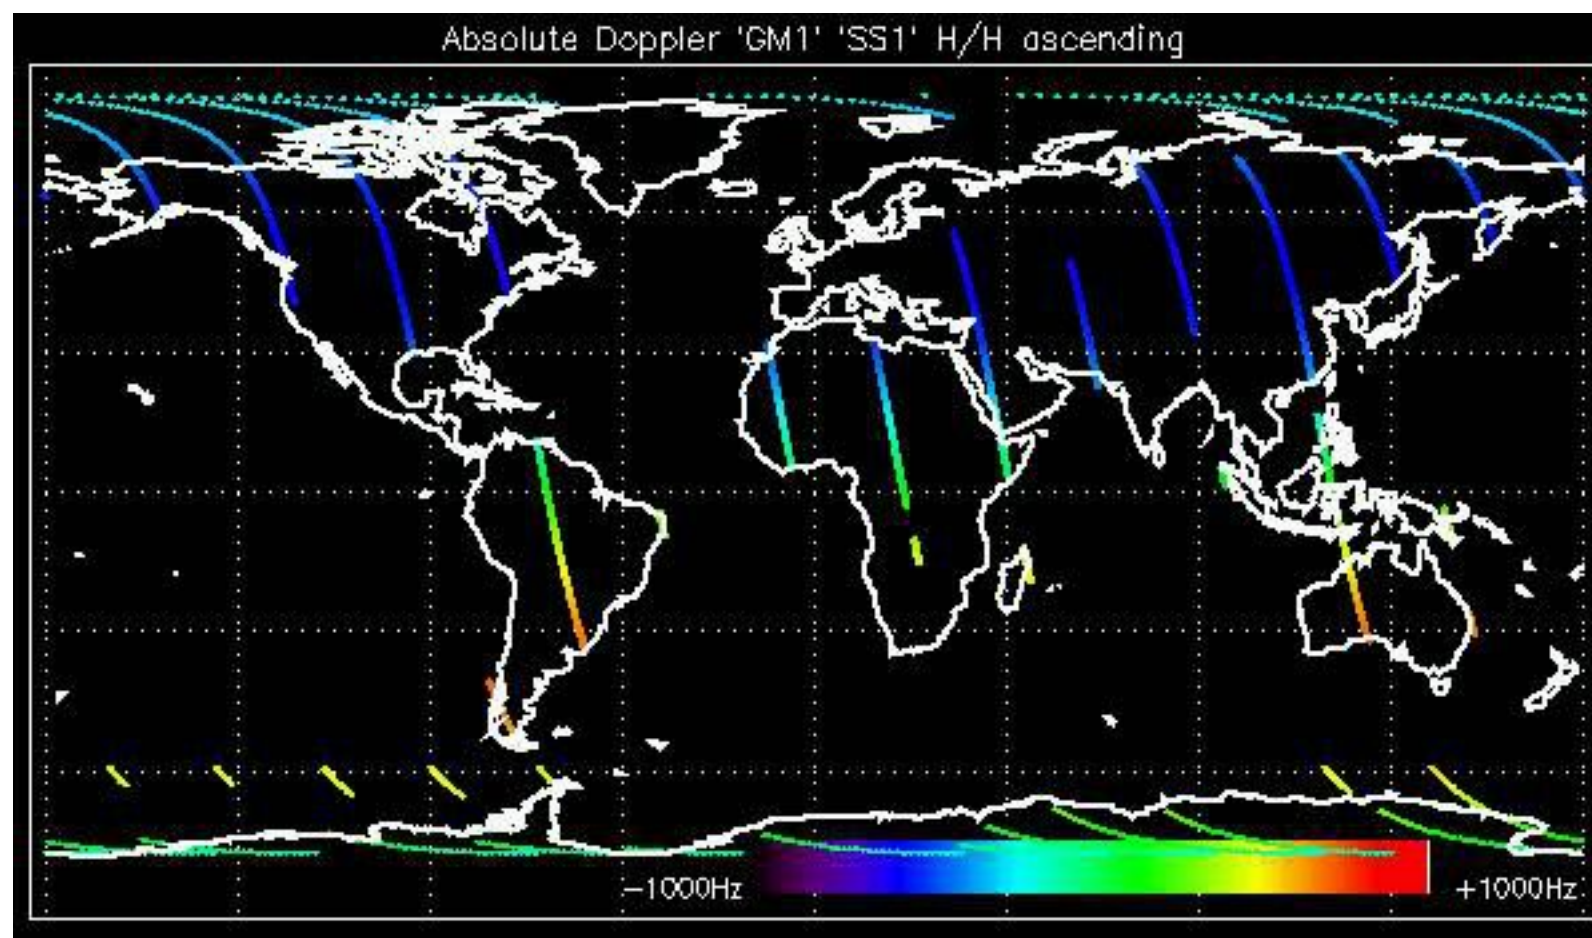 Absolute Doppler 'GM1' 'SS1' H/H ascending
-1000Hz
+1000Hz